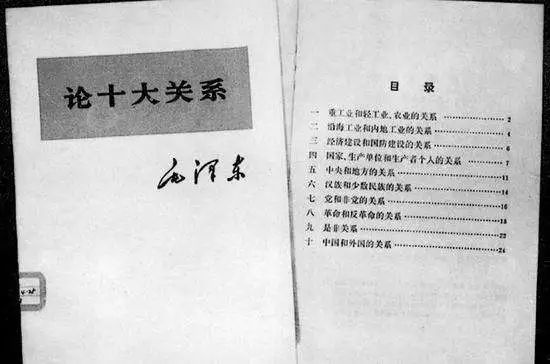 论十大关系
毛泽东
目录
一 重工业和轻工业、农业的关系 ………… 2
二 沿海工业和内地工业的关系 ………… 4
三 经济建设和国防建设的关系 ………… 6
四 国家、生产单位和生产者个人的关系 ………… 7
五 中央和地方的关系 ………… 11
六 汉族和少数民族的关系 ………… 14
七 党和非党的关系 ………… 16
八 革命和反革命的关系 ………… 18
九 是非关系 ………… 22
十 中国和外国的关系 ………… 24